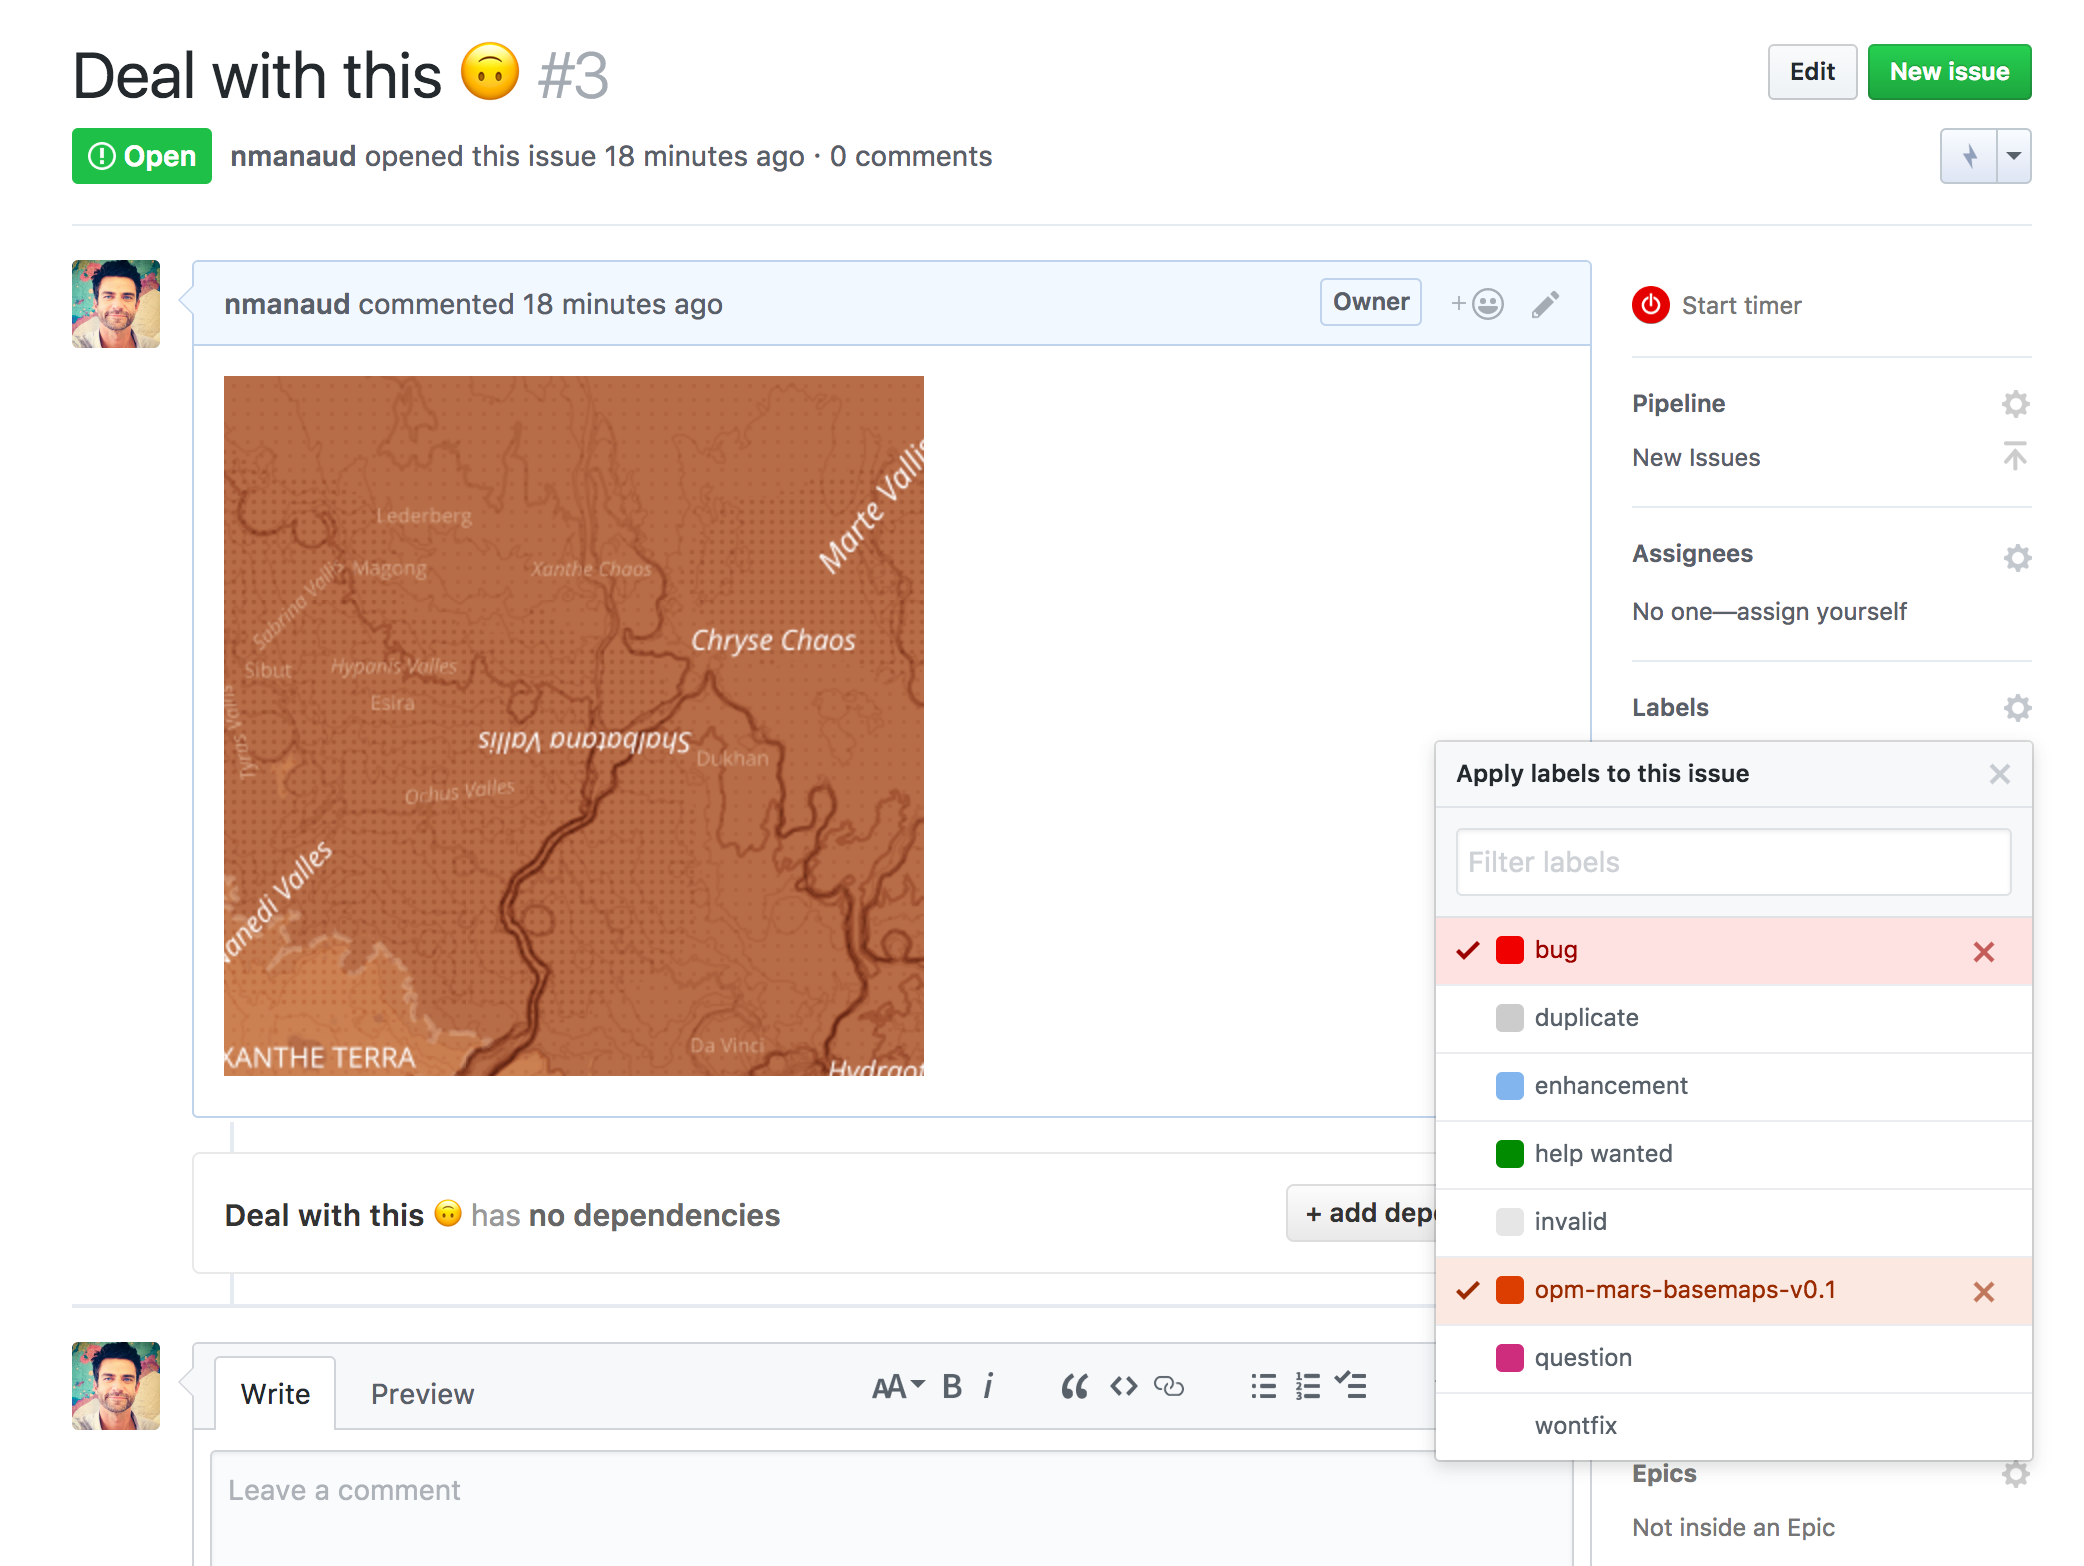 Deal with this 🙃 #3
Edit
New issue
Open
nmanaud opened this issue 18 minutes ago · 0 comments
nmanaud commented 18 minutes ago
Owner
Start timer
Pipeline
New Issues
Assignees
No one—assign yourself
Labels
Marte Vallis
Lederberg
Magong
Xanthe Chaos
Sabrina Vallis
Chryse Chaos
Sibut
Hypanis Valles
Esira
Tyras Vallis
Shalbatana Vallis
Dukhan
Ochus Valles
anedi Valles
XANTHE TERRA
Da Vinci
Hydraot
Apply labels to this issue
Filter labels
bug
duplicate
enhancement
help wanted
invalid
opm-mars-basemaps-v0.1
question
wontfix
Deal with this 🙃 has no dependencies
+ add depe
Write
Preview
AA B i
Leave a comment
Epics
Not inside an Epic